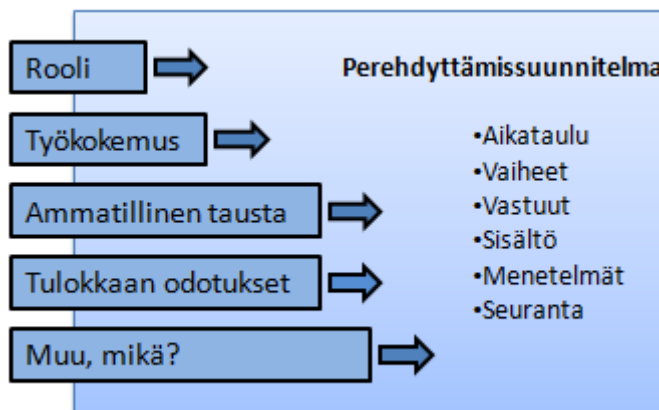 Rooli
Työkokemus
Ammatillinen tausta
Tulokkaan odotukset
Muu, mikä?
Perehdyttämissuunnitelma
•Aikataulu
•Vaiheet
•Vastuut
•Sisältö
•Menetelmät
•Seuranta